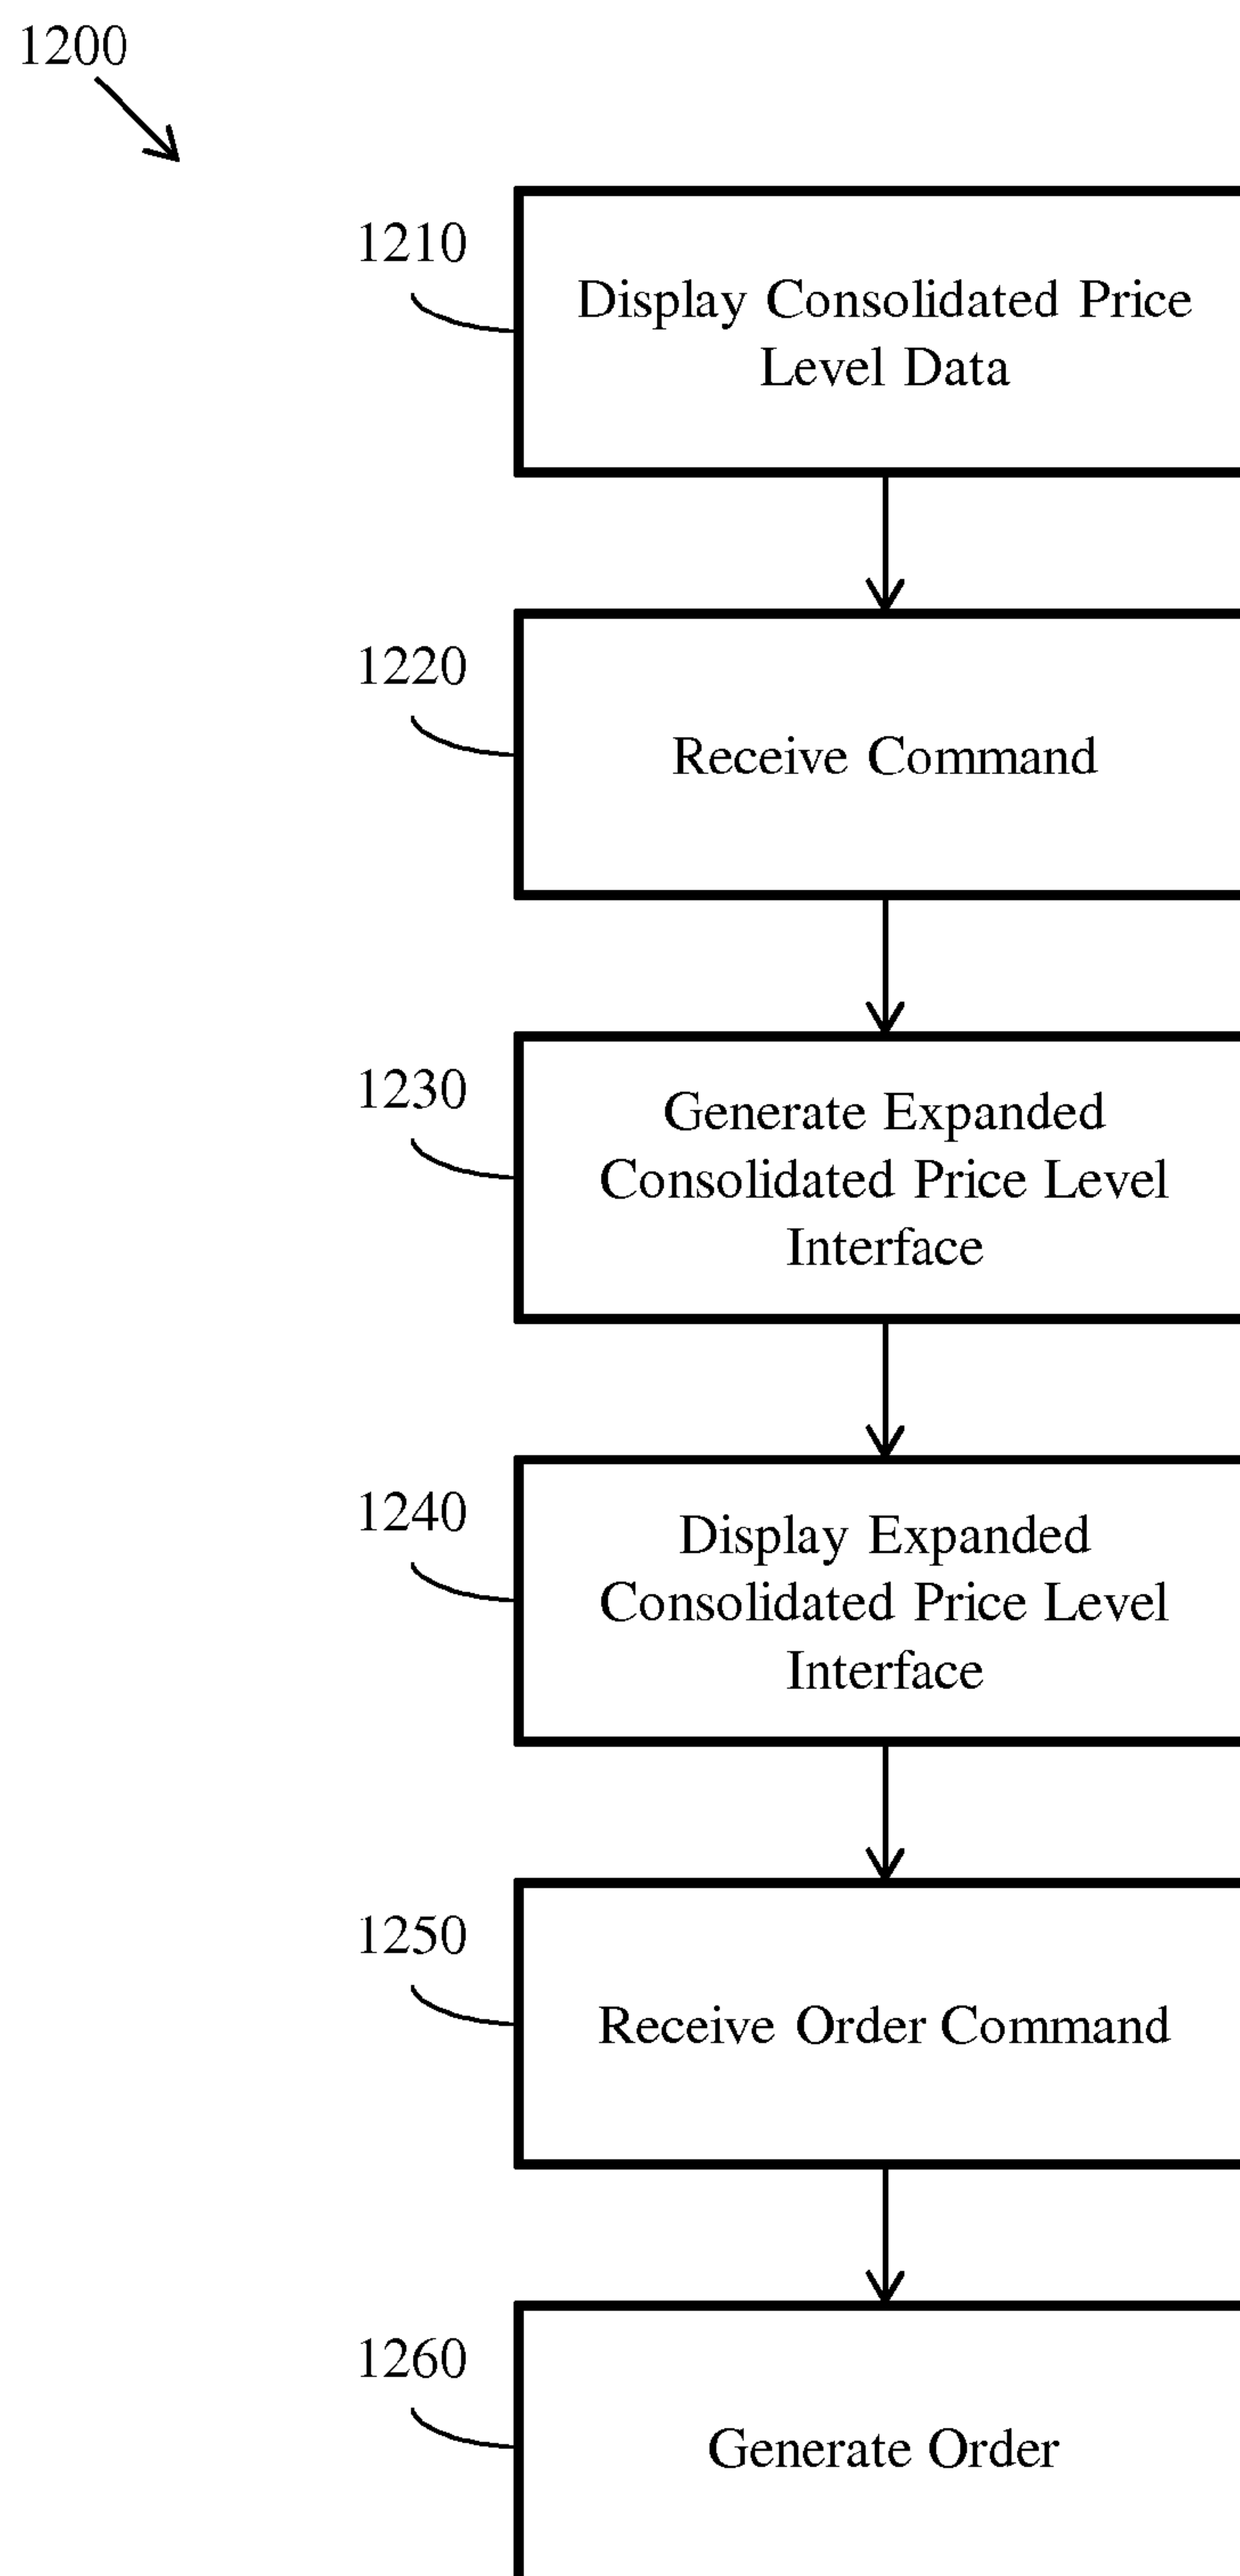 1200
1210
Display Consolidated Price
Level Data
1220
Receive Command
1230
Generate Expanded
Consolidated Price Level
Interface
1240
Display Expanded
Consolidated Price Level
Interface
1250
Receive Order Command
1260
Generate Order